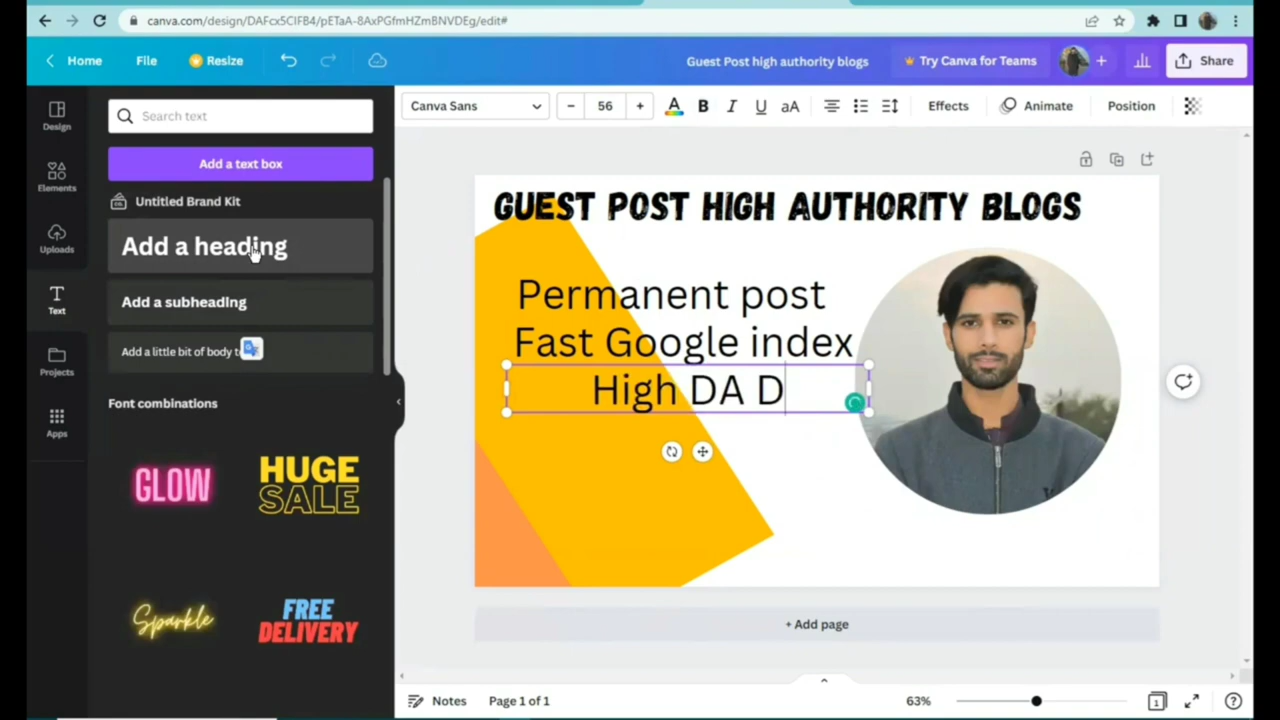 canva.com/design/DAFcx5CIFB4/pETaA-8AxPGfmHZmBNVDEg/edit#
Home File Resize Guest Post high authority blogs Try Canva for Teams Share
Design
Elements
Uploads
Text
Projects
Apps
Search text
Add a text box
Untitled Brand Kit
Add a heading
Add a subheading
Add a little bit of body t
Font combinations
GLOW
HUGE
SALE
Sparkle
FREE
DELIVERY
Canva Sans 56 A B I U aA Effects Animate Position
GUEST POST HIGH AUTHORITY BLOGS
Permanent post
Fast Google index
High DA D
+ Add page
Notes Page 1 of 1 63% 1